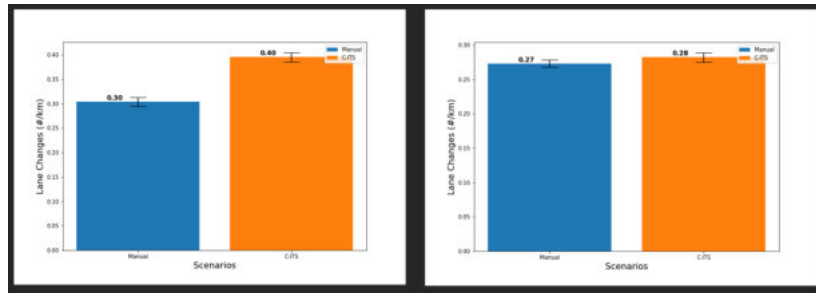 Lane Changes (#/km)
0.40
0.35
0.30
0.25
0.20
0.15
0.10
0.05
0.00
0.30
0.40
Manual
C-ITS
Manual
C-ITS
Scenarios
Lane Changes (#/km)
0.30
0.25
0.20
0.15
0.10
0.05
0.00
0.27
0.28
Manual
C-ITS
Manual
C-ITS
Scenarios